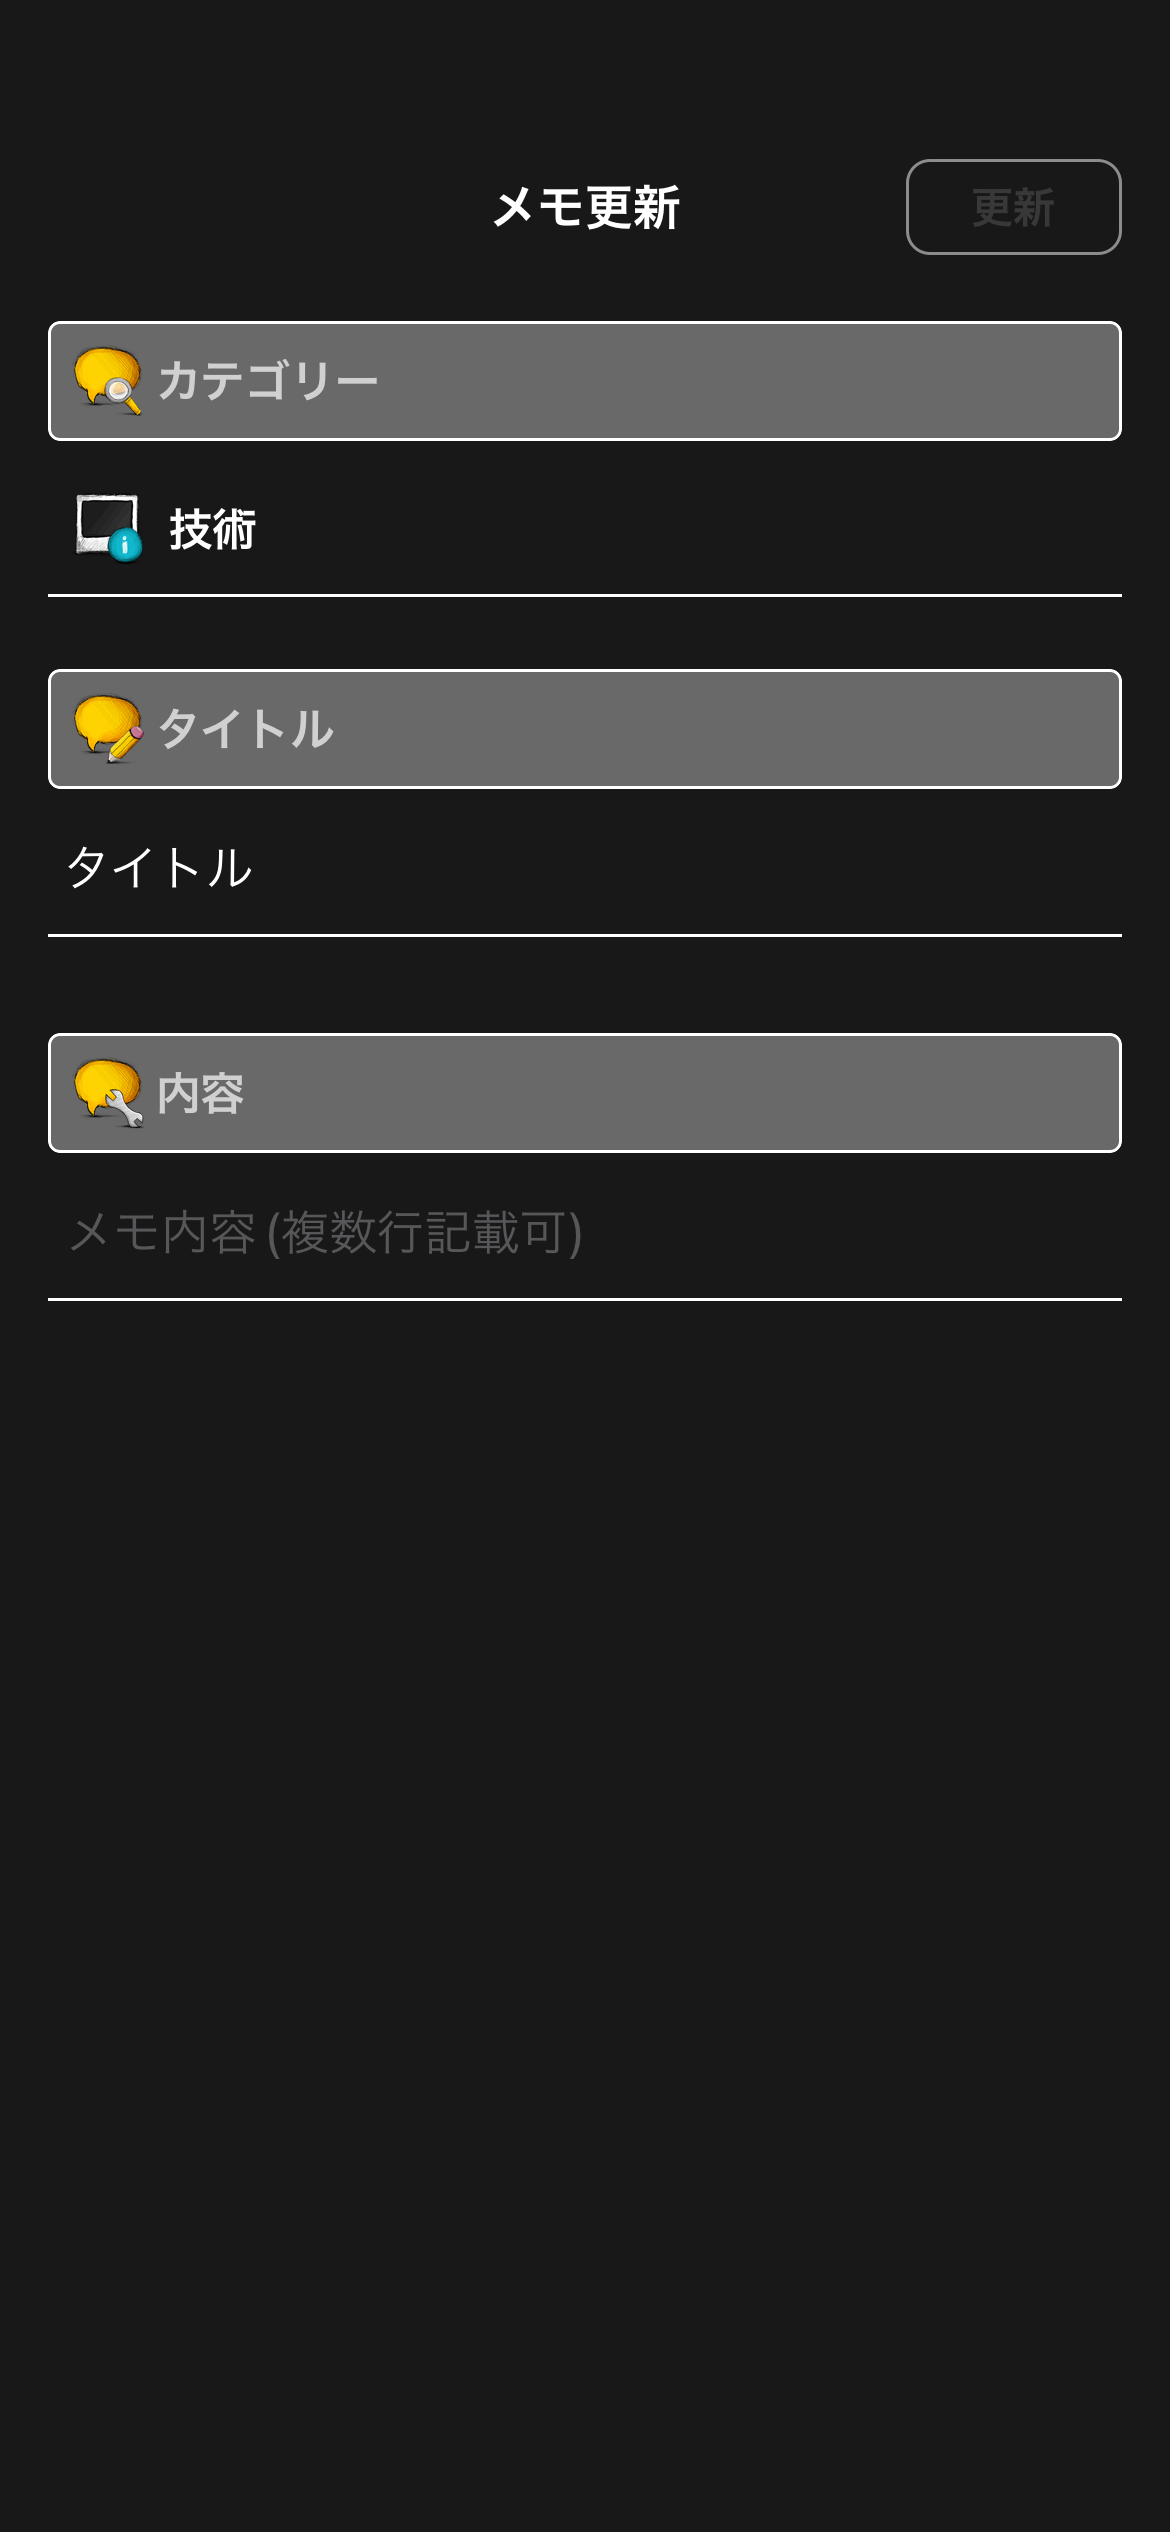 メモ更新
更新
カテゴリー
技術
タイトル
タイトル
内容
メモ内容 (複数行記載可)